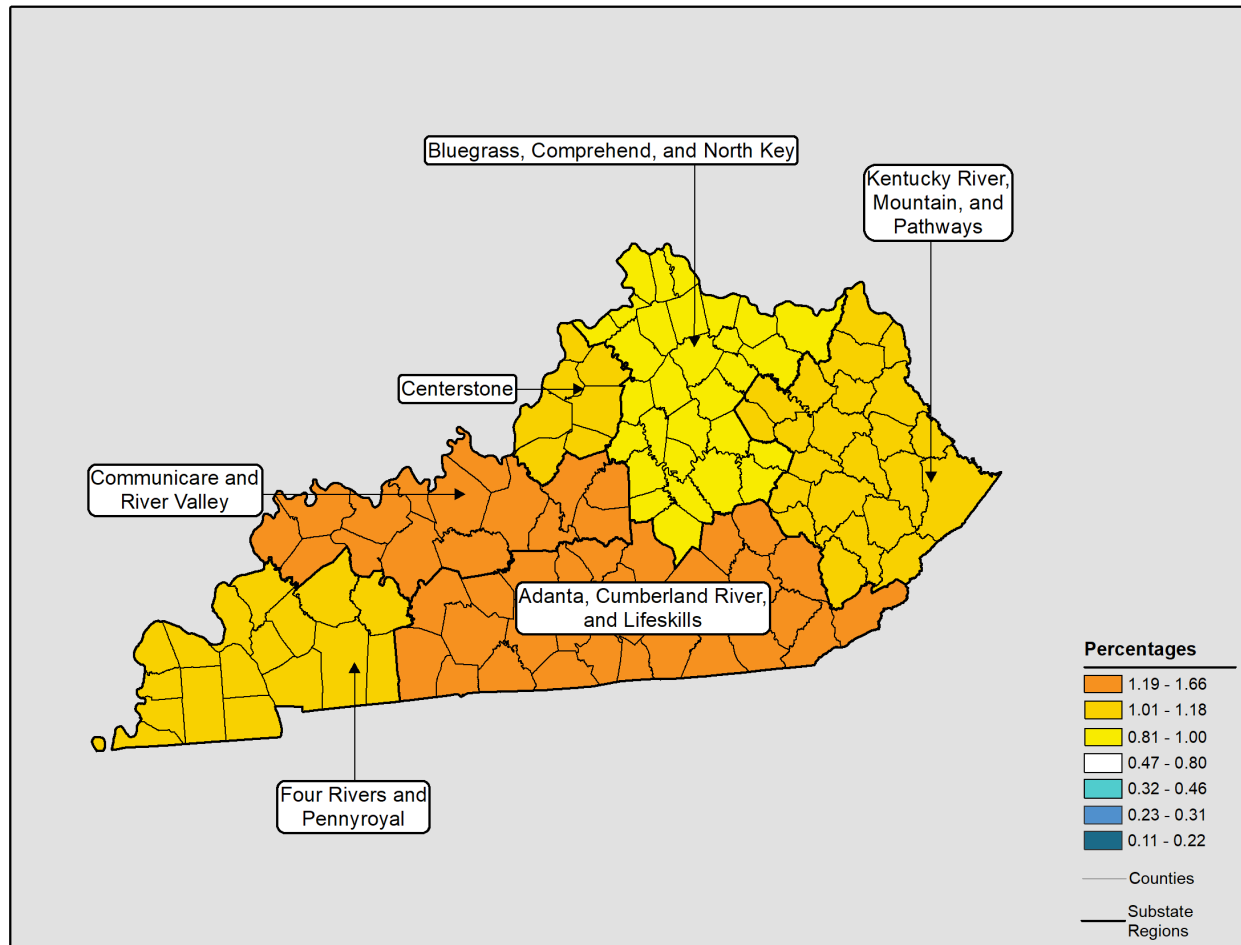 Bluegrass, Comprehend, and North Key
Kentucky River,
Mountain, and
Pathways
Centerstone
Communicare and
River Valley
Adanta, Cumberland River,
and Lifeskills
Four Rivers and
Pennyroyal
Percentages
1.19 - 1.66
1.01 - 1.18
0.81 - 1.00
0.47 - 0.80
0.32 - 0.46
0.23 - 0.31
0.11 - 0.22
Counties
Substate
Regions